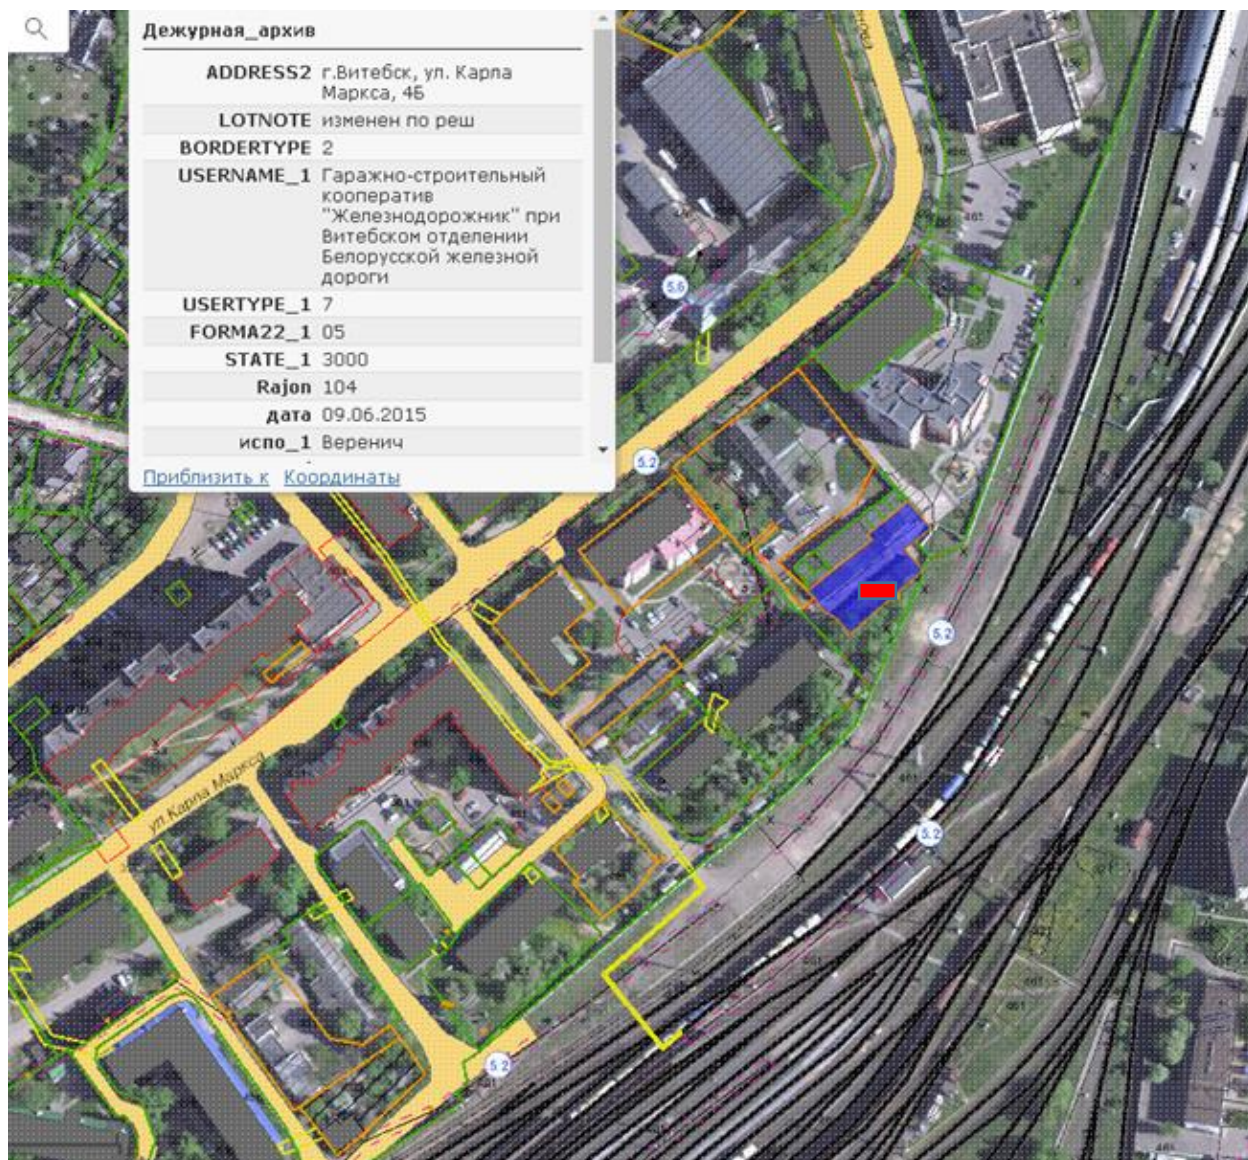 Дежурная_архив
ADDRESS2 г.Витебск, ул. Карла
Маркса, 4Б
LOTNOTE изменен по реш
BORDERTYPE 2
USERNAME_1 Гаражно-строительный
кооператив
"Железнодорожник" при
Витебском отделении
Белорусской железной
дороги
USERTYPE_1 7
FORMA22_1 05
STATE_1 3000
Rajon 104
дата 09.06.2015
испо_1 Веренич
Приблизить к Координаты
5.6
5.2
5.2
ул Карла Маркса
5.2
5.2